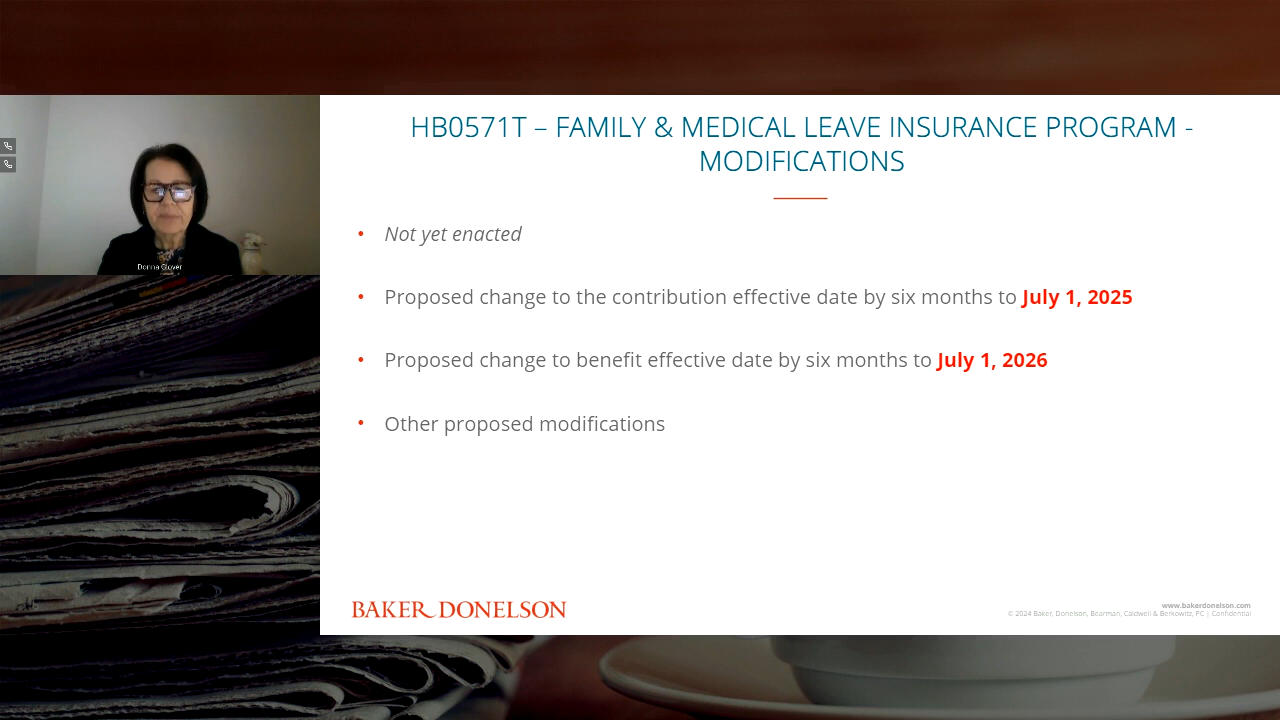 HB0571T – FAMILY & MEDICAL LEAVE INSURANCE PROGRAM -
MODIFICATIONS
• Not yet enacted
• Proposed change to the contribution effective date by six months to July 1, 2025
• Proposed change to benefit effective date by six months to July 1, 2026
• Other proposed modifications
Donna Glover
BAKER DONELSON
www.bakerdonelson.com
© 2024 Baker, Donelson, Bearman, Caldwell & Berkowitz, PC | Confidential